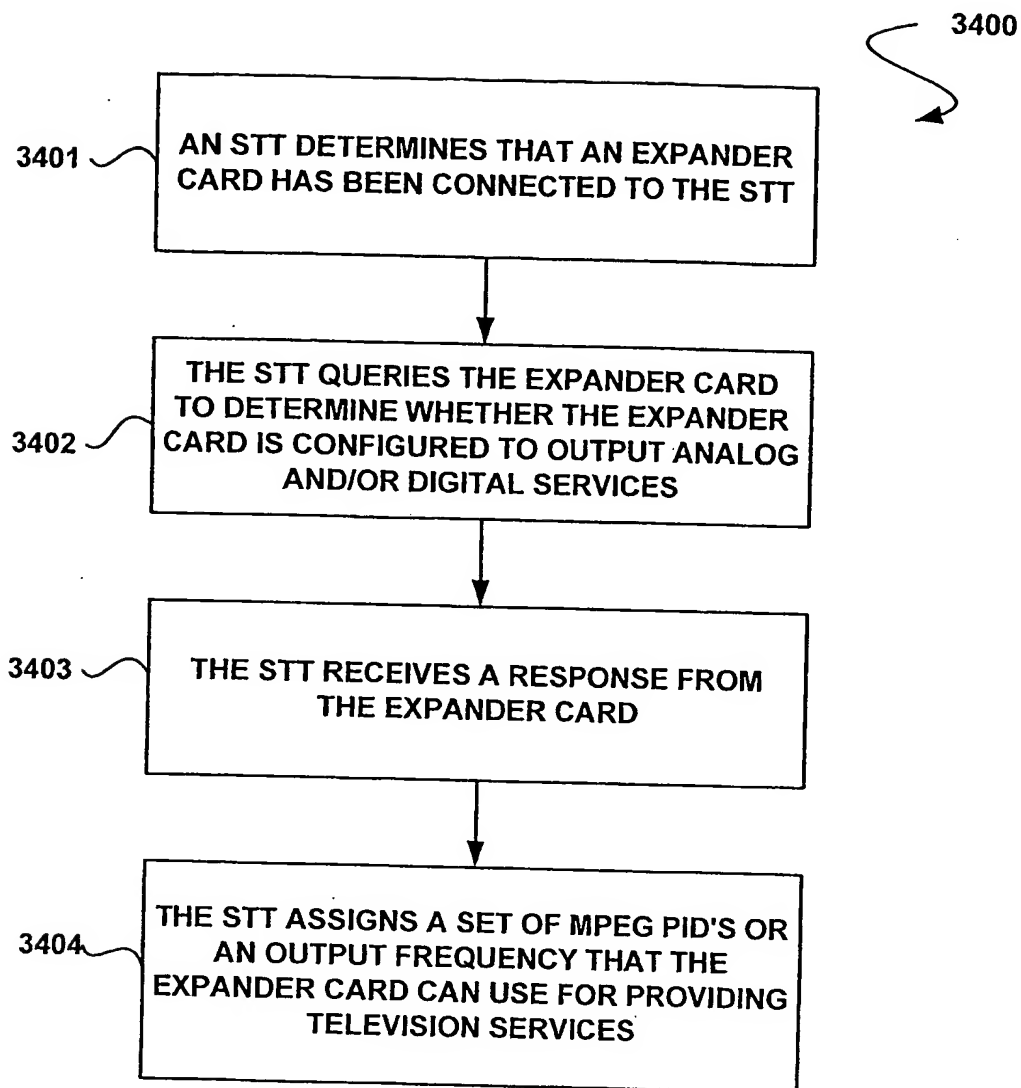 3400
3401
AN STT DETERMINES THAT AN EXPANDER
CARD HAS BEEN CONNECTED TO THE STT
3402
THE STT QUERIES THE EXPANDER CARD
TO DETERMINE WHETHER THE EXPANDER
CARD IS CONFIGURED TO OUTPUT ANALOG
AND/OR DIGITAL SERVICES
3403
THE STT RECEIVES A RESPONSE FROM
THE EXPANDER CARD
3404
THE STT ASSIGNS A SET OF MPEG PID'S OR
AN OUTPUT FREQUENCY THAT THE
EXPANDER CARD CAN USE FOR PROVIDING
TELEVISION SERVICES